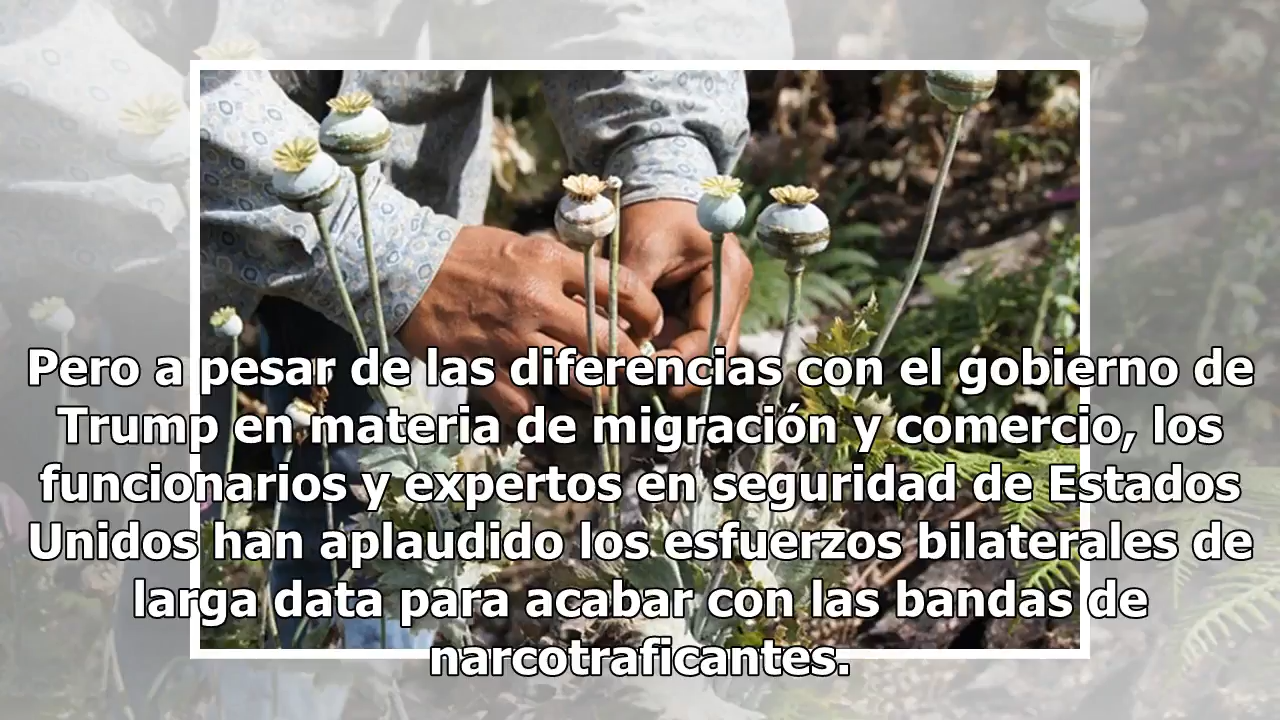 Pero a pesar de las diferencias con el gobierno de
Trump en materia de migración y comercio, los
funcionarios y expertos en seguridad de Estados
Unidos han aplaudido los esfuerzos bilaterales de
larga data para acabar con las bandas de
narcotraficantes.